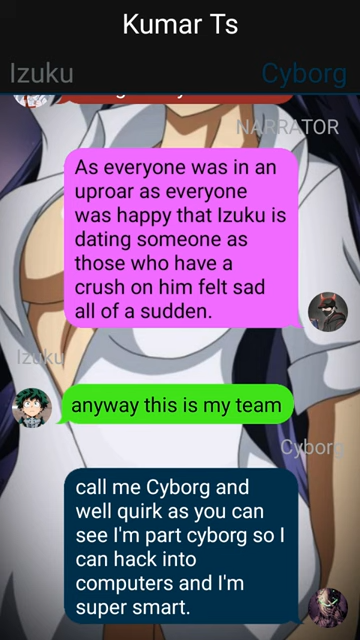 Kumar Ts
Izuku
Cyborg
NARRATOR
As everyone was in an
uproar as everyone
was happy that Izuku is
dating someone as
those who have a
crush on him felt sad
all of a sudden.
Izuku
anyway this is my team
Cyborg
call me Cyborg and
well quirk as you can
see I'm part cyborg so I
can hack into
computers and I'm
super smart.